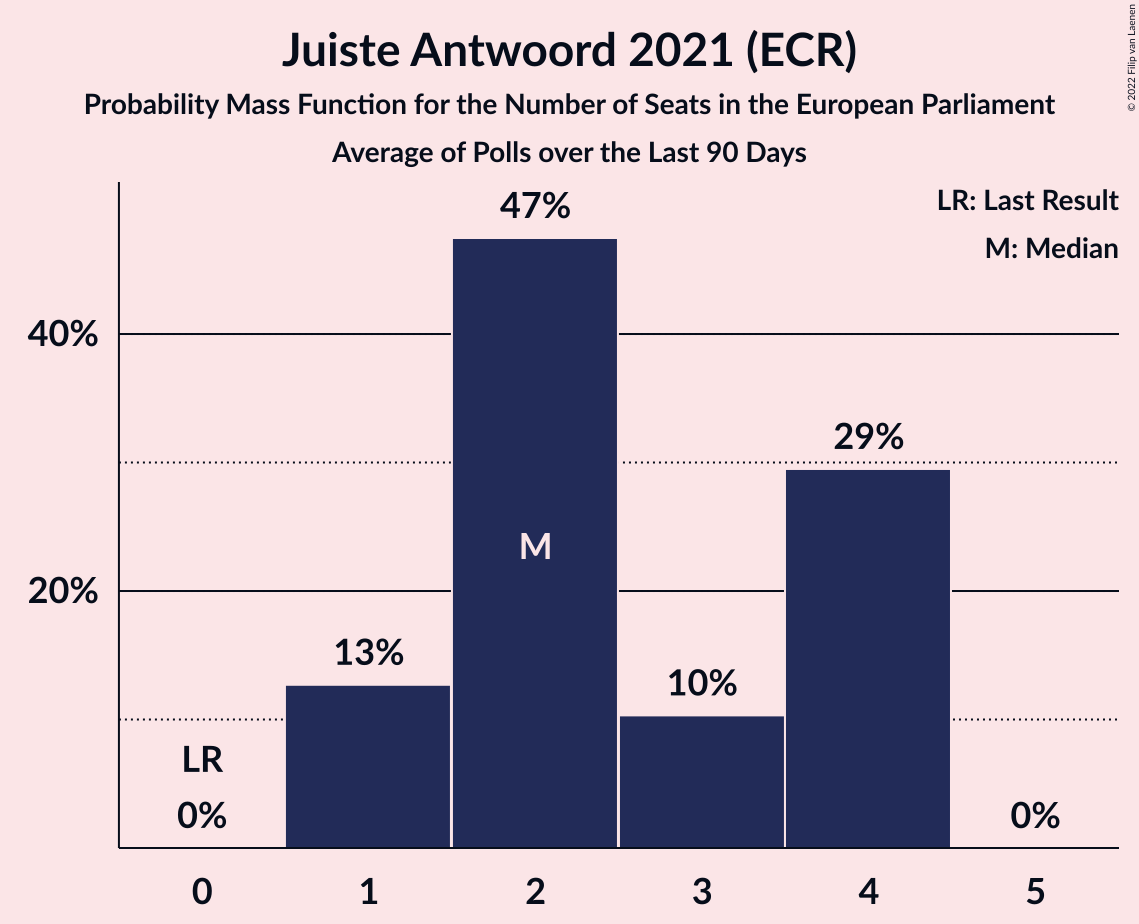 Juiste Antwoord 2021 (ECR)
Probability Mass Function for the Number of Seats in the European Parliament
Average of Polls over the Last 90 Days
© 2022 Filip van Laenen
LR: Last Result
M: Median
47%
40%
29%
M
20%
13%
10%
LR
0%
0%
0 1 2 3 4 5